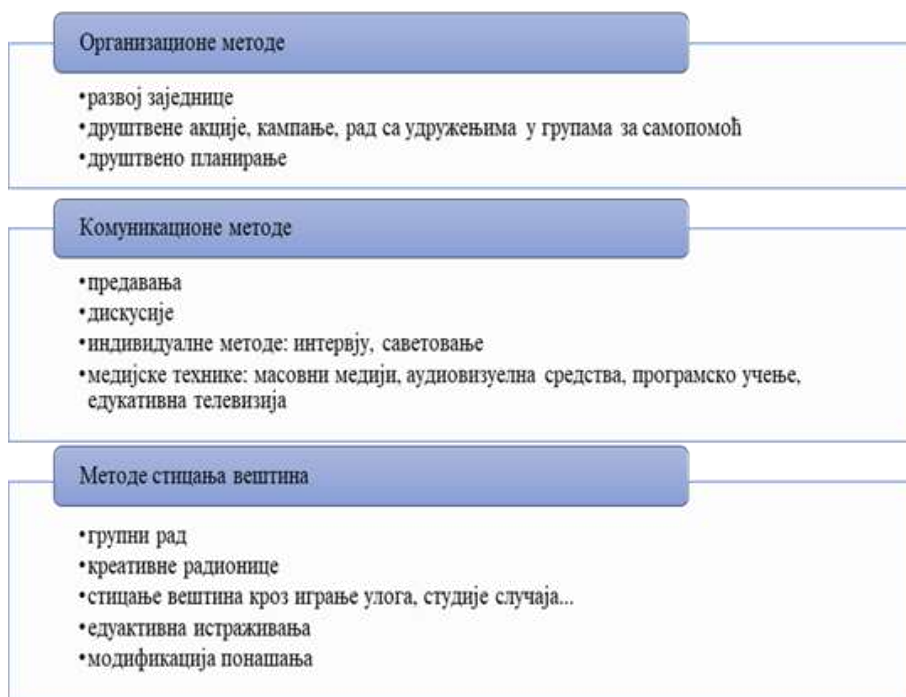 Организационе методе
•развој заједнице
•друштвене акције, кампање, рад са удружењима у групама за самопомоћ
•друштвено планирање
Комуникационе методе
•предавања
•дискусије
•индивидуалне методе: интервју, саветовање
•медијске технике: масовни медији, аудиовизуелна средства, програмско учење,
едукативна телевизија
Методе стицања вештина
•групни рад
•креативне радионице
•стицање вештина кроз играње улога, студије случаја...
•едуактивна истраживања
•модификација понашања